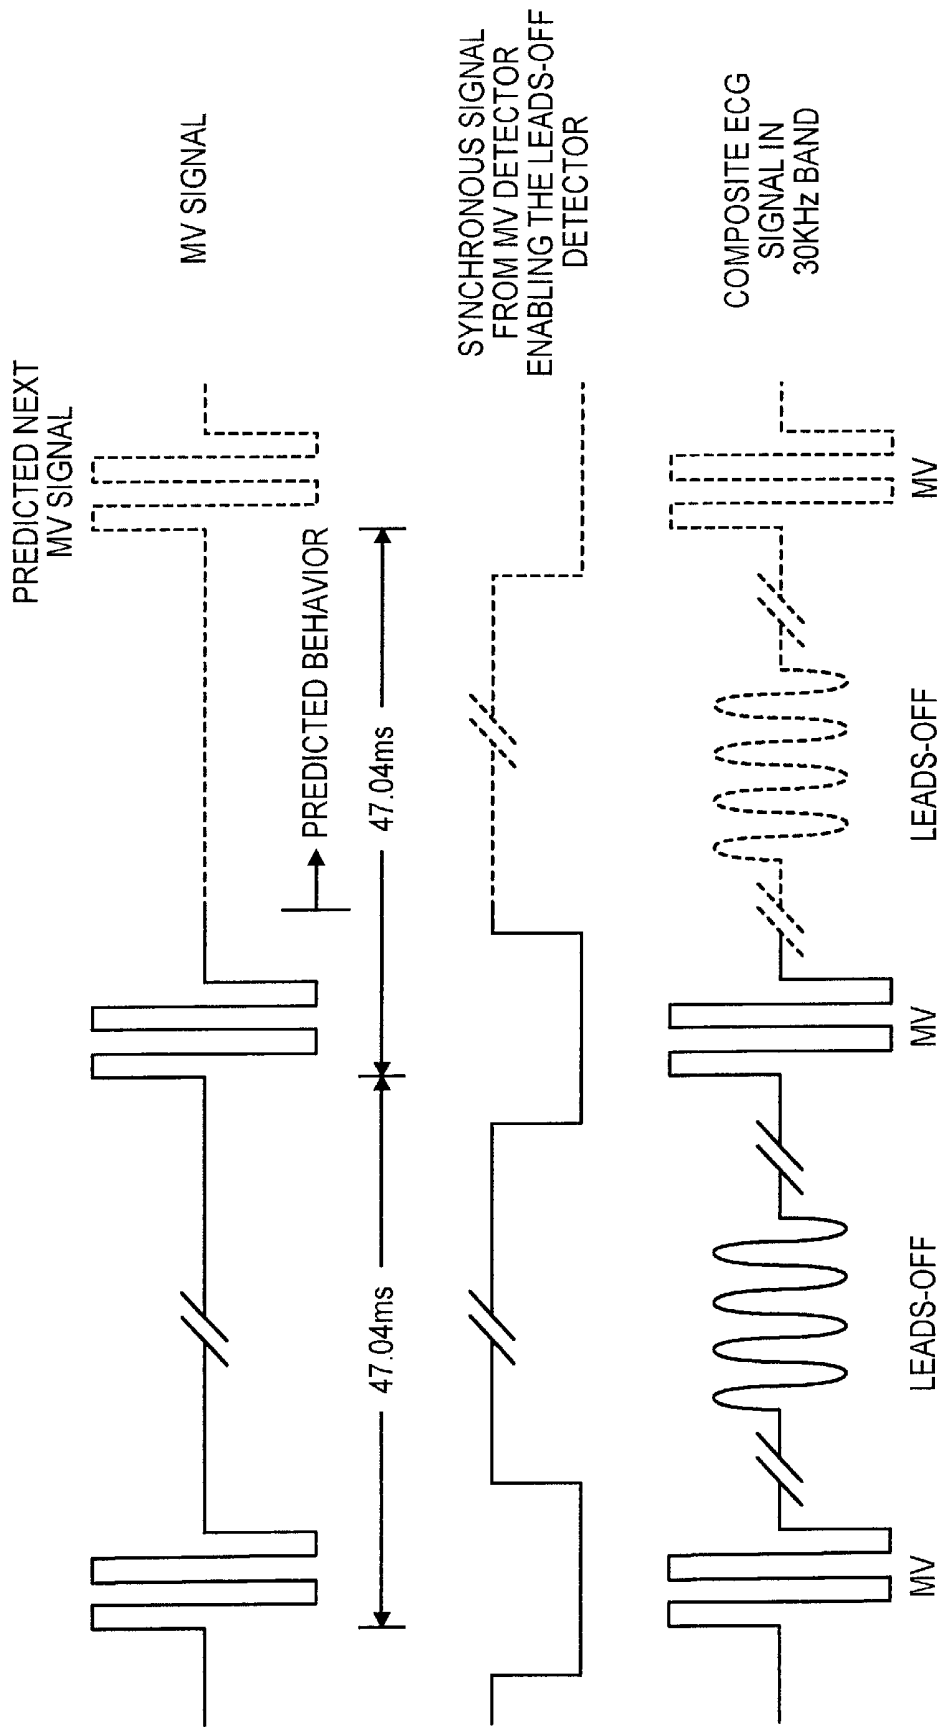 PREDICTED NEXT
MV SIGNAL
MV SIGNAL
PREDICTED BEHAVIOR
47.04ms
47.04ms
SYNCHRONOUS SIGNAL
FROM MV DETECTOR
ENABLING THE LEADS-OFF
DETECTOR
COMPOSITE ECG
SIGNAL IN
30KHz BAND
MV
LEADS-OFF
MV
LEADS-OFF
MV